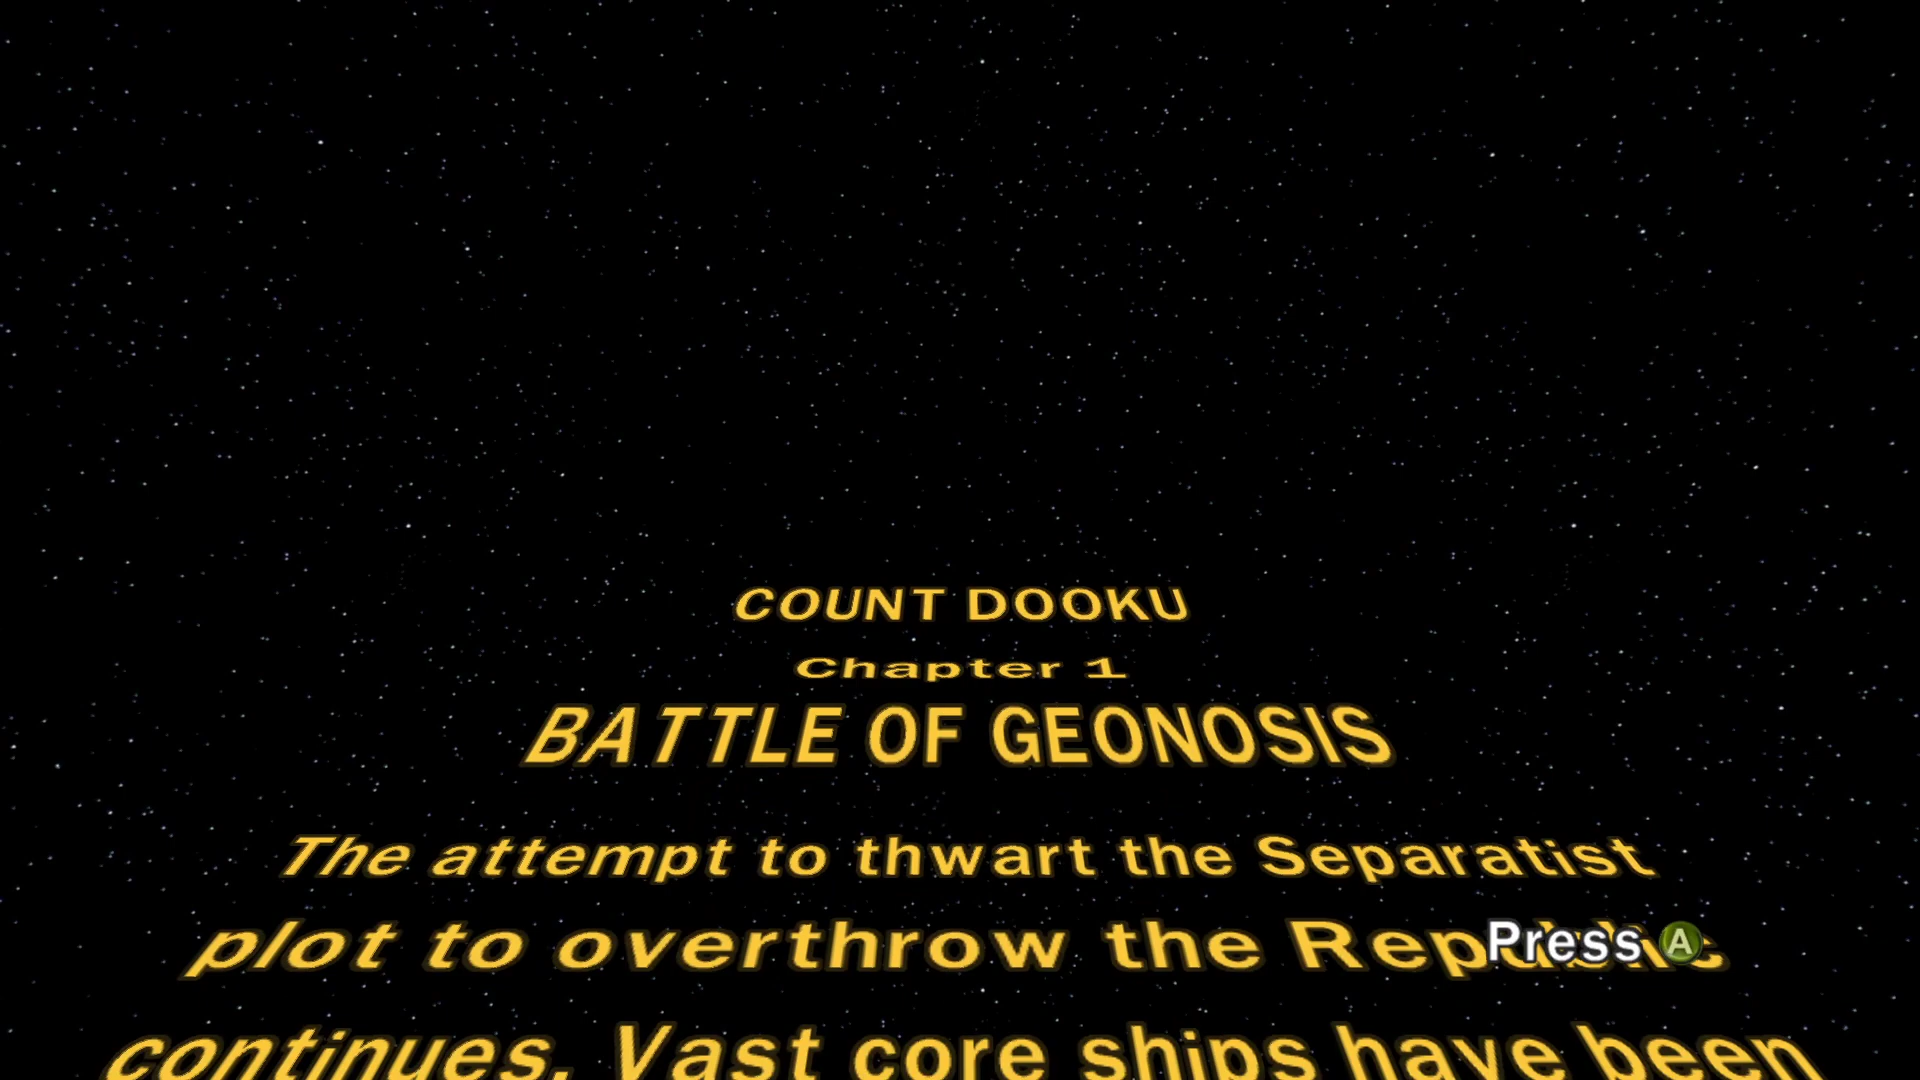 COUNT DOOKU
Chapter 1
BATTLE OF GEONOSIS
The attempt to thwart the Separatist
plot to overthrow the Republic
Press A
continues. Vast core ships have been